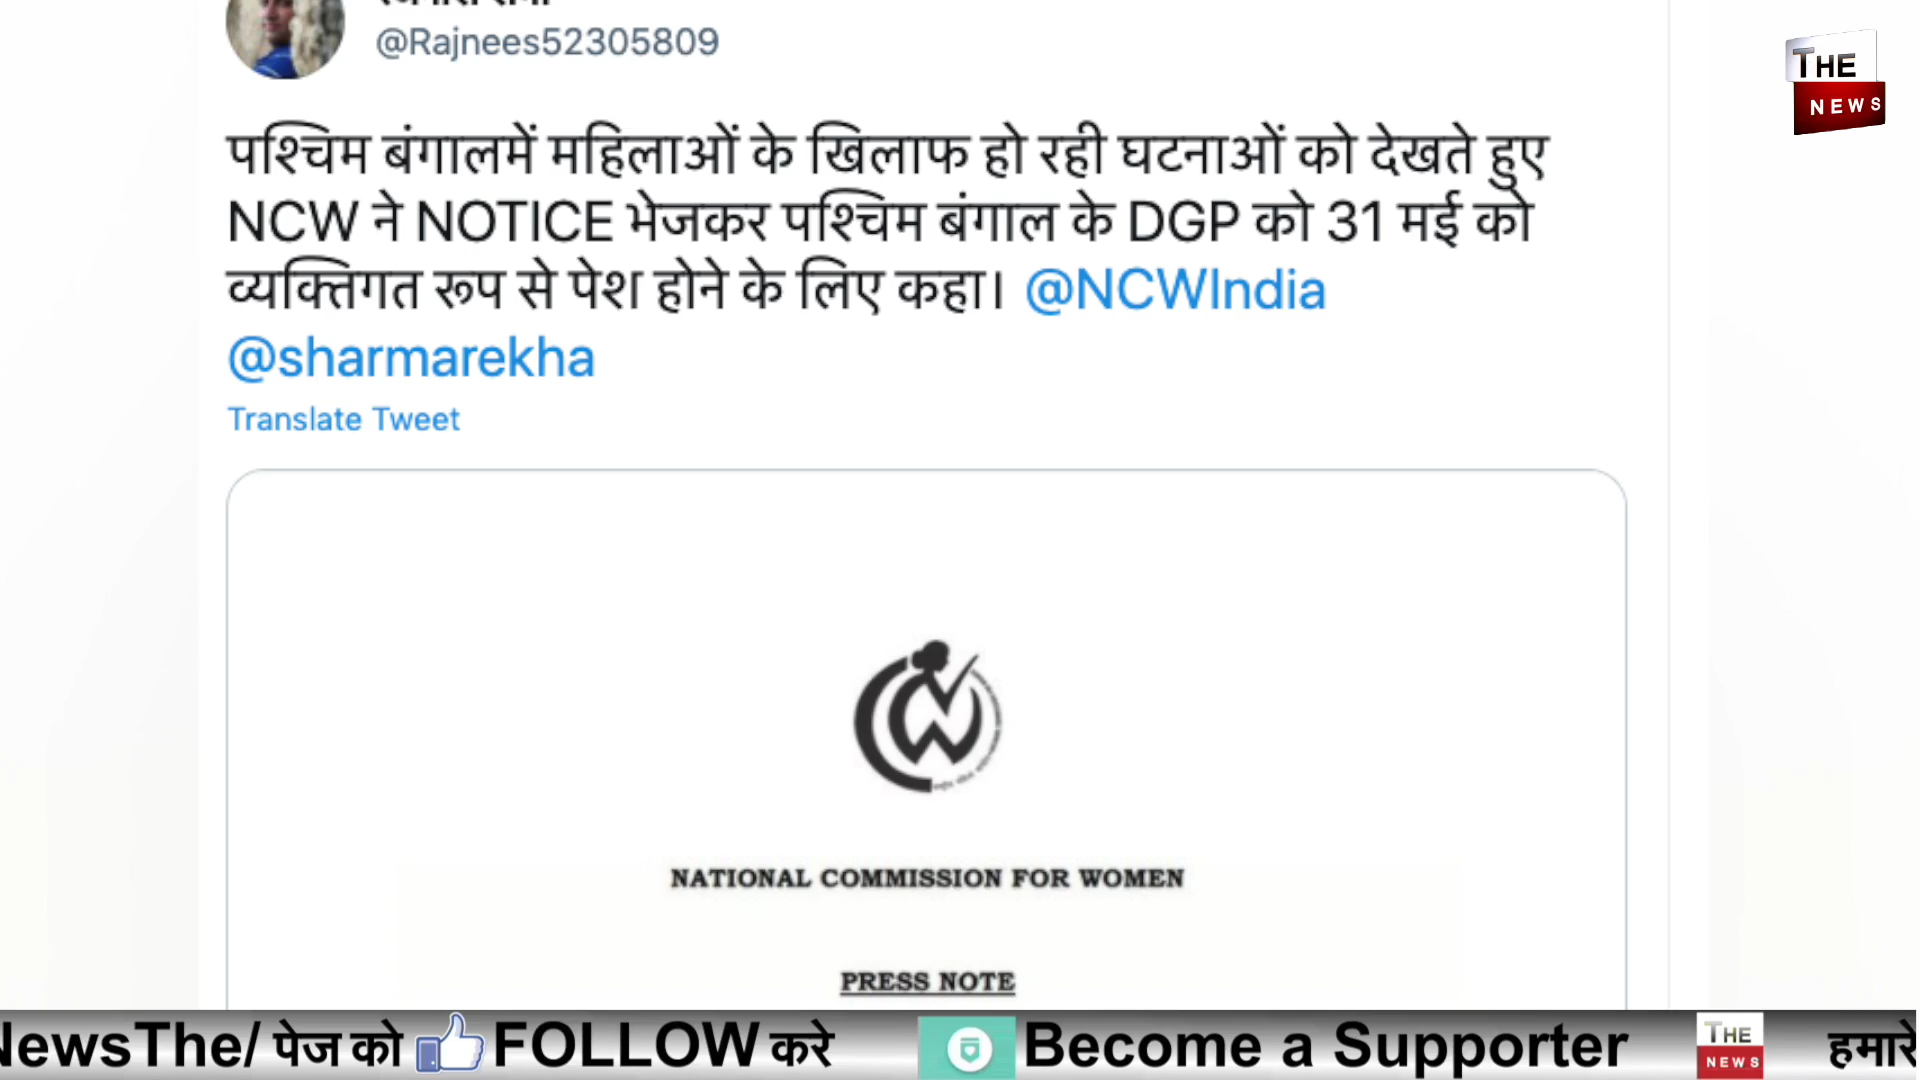 @Rajnees52305809
THE
NEWS
पश्चिम बंगालमें महिलाओं के खिलाफ हो रही घटनाओं को देखते हुए
NCW ने NOTICE भेजकर पश्चिम बंगाल के DGP को 31 मई को
व्यक्तिगत रूप से पेश होने के लिए कहा। @NCWIndia
@sharmarekha
Translate Tweet
NATIONAL COMMISSION FOR WOMEN
PRESS NOTE
NewsThe/ पेज को FOLLOW करे Become a Supporter THE NEWS हमारे